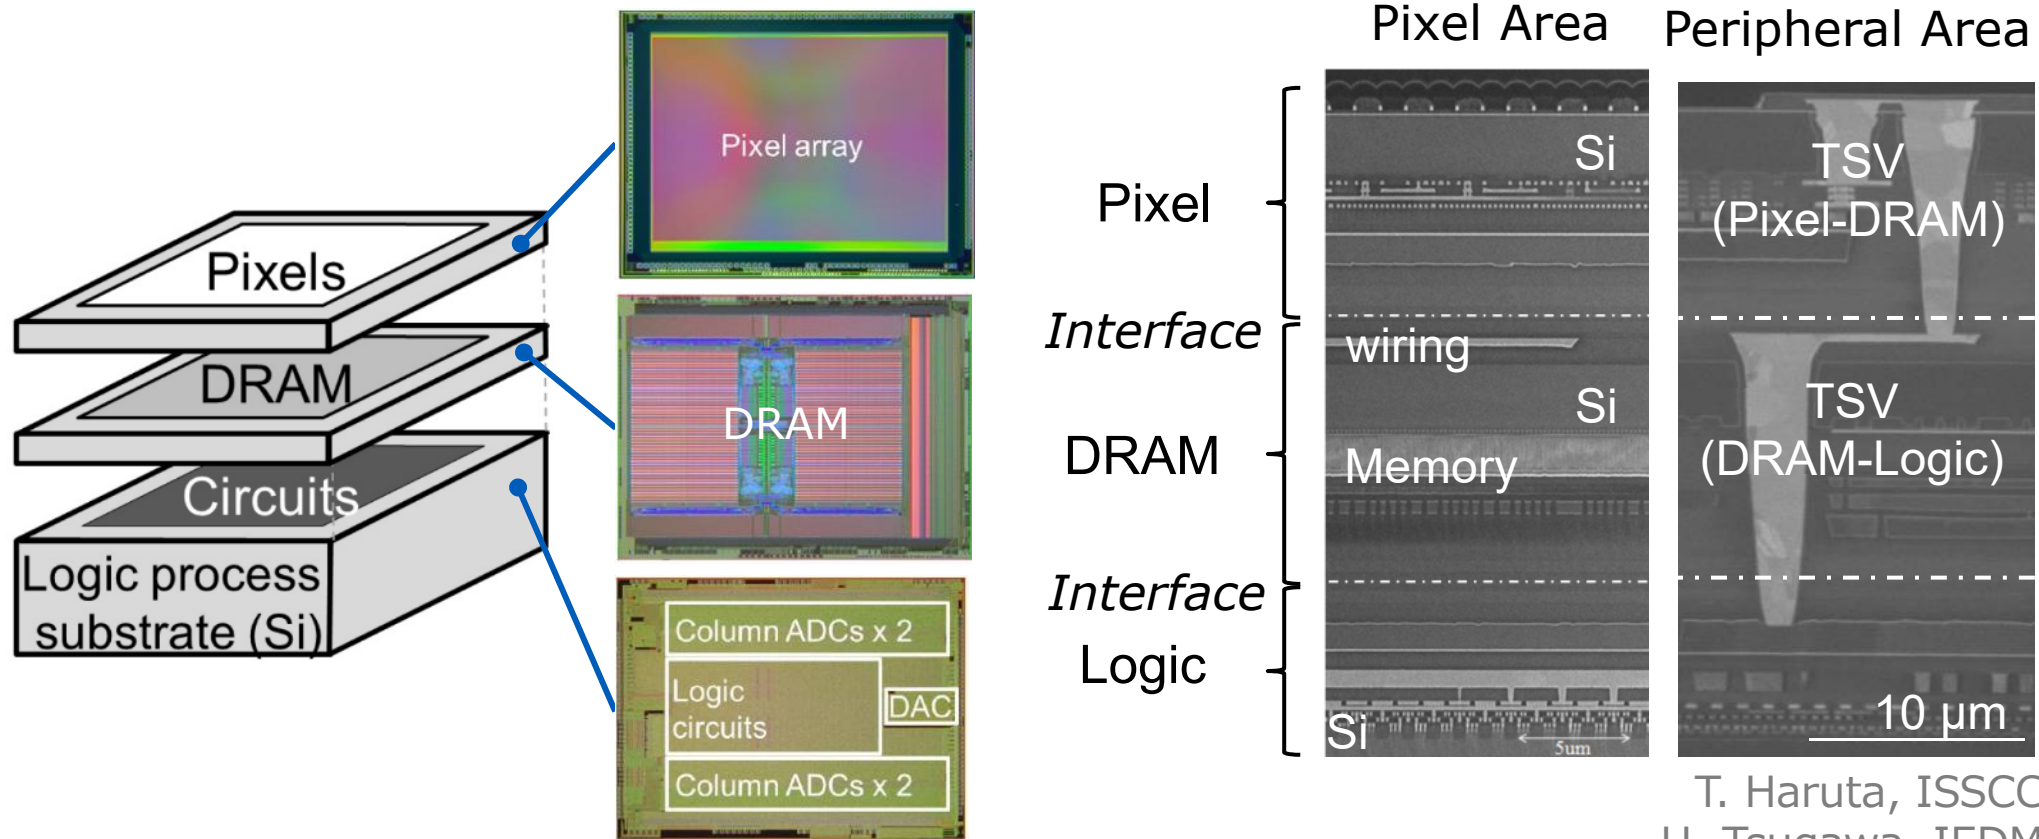 Pixels
DRAM
Circuits
Logic process
substrate (Si)
Pixel array
DRAM
Column ADCs x 2
Logic
circuits
DAC
Column ADCs x 2
Pixel
Interface
DRAM
Interface
Logic
Pixel Area
Si
wiring
Si
Memory
Si
5um
Peripheral Area
TSV
(Pixel-DRAM)
TSV
(DRAM-Logic)
10 µm
T. Haruta, ISSCC
H. Tsugawa, IEDM